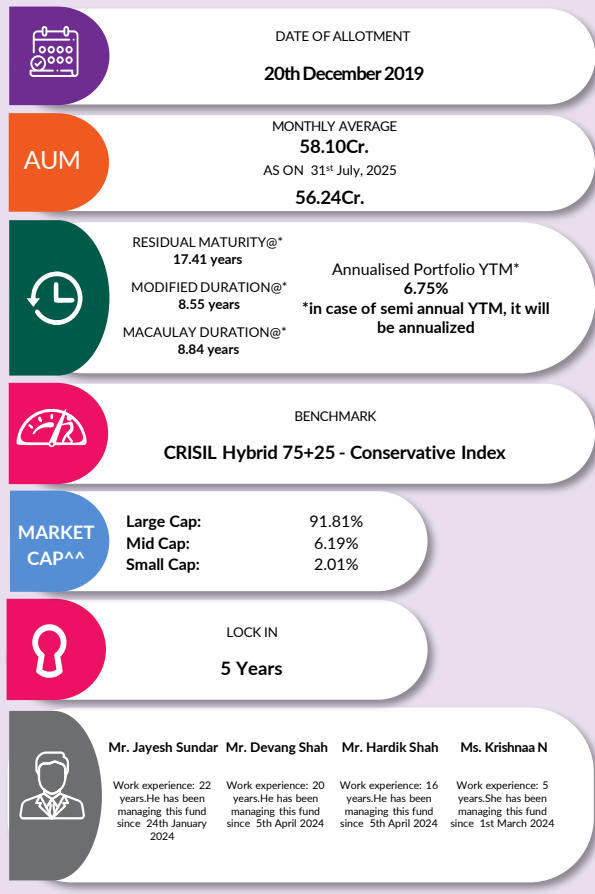 DATE OF ALLOTMENT
20th December 2019
AUM
MONTHLY AVERAGE
58.10Cr.
AS ON 31st July, 2025
56.24Cr.
RESIDUAL MATURITY@*
17.41 years
MODIFIED DURATION@*
8.55 years
MACAULAY DURATION@*
8.84 years
Annualised Portfolio YTM*
6.75%
*in case of semi annual YTM, it will
be annualized
BENCHMARK
CRISIL Hybrid 75+25 - Conservative Index
MARKET
CAP^^
Large Cap: 91.81%
Mid Cap: 6.19%
Small Cap: 2.01%
LOCK IN
5 Years
Mr. Jayesh Sundar
Work experience: 22
years.He has been
managing this fund
since 24th January
2024
Mr. Devang Shah
Work experience: 20
years.He has been
managing this fund
since 5th April 2024
Mr. Hardik Shah
Work experience: 16
years.He has been
managing this fund
since 5th April 2024
Ms. Krishnaa N
Work experience: 5
years.She has been
managing this fund
since 1st March 2024